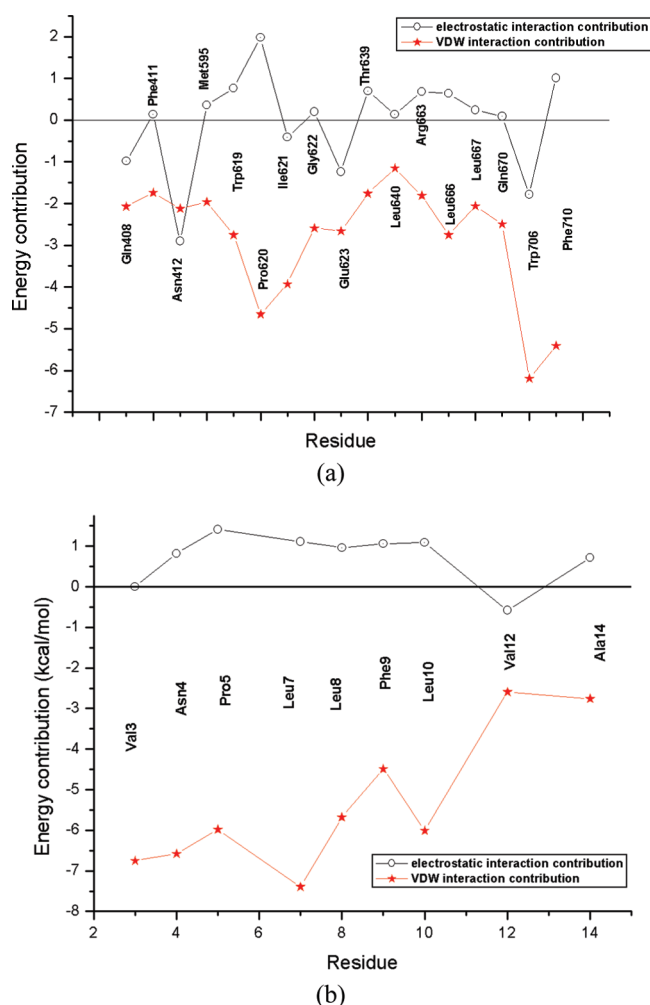 electrostatic interaction contribution
VDW interaction contribution
Energy contribution
2
1
0
-1
-2
-3
-4
-5
-6
-7
Gln408
Phe411
Asn412
Met595
Trp619
Pro620
Ile621
Gly622
Glu623
Thr639
Leu640
Arg663
Leu666
Leu667
Gln670
Trp706
Phe710
Residue
(a)
Energy contribution (kcal/mol)
1
0
-1
-2
-3
-4
-5
-6
-7
-8
Val3
Asn4
Pro5
Leu7
Leu8
Phe9
Leu10
Val12
Ala14
electrostatic interaction contribution
VDW interaction contribution
2 4 6 8 10 12 14
Residue
(b)